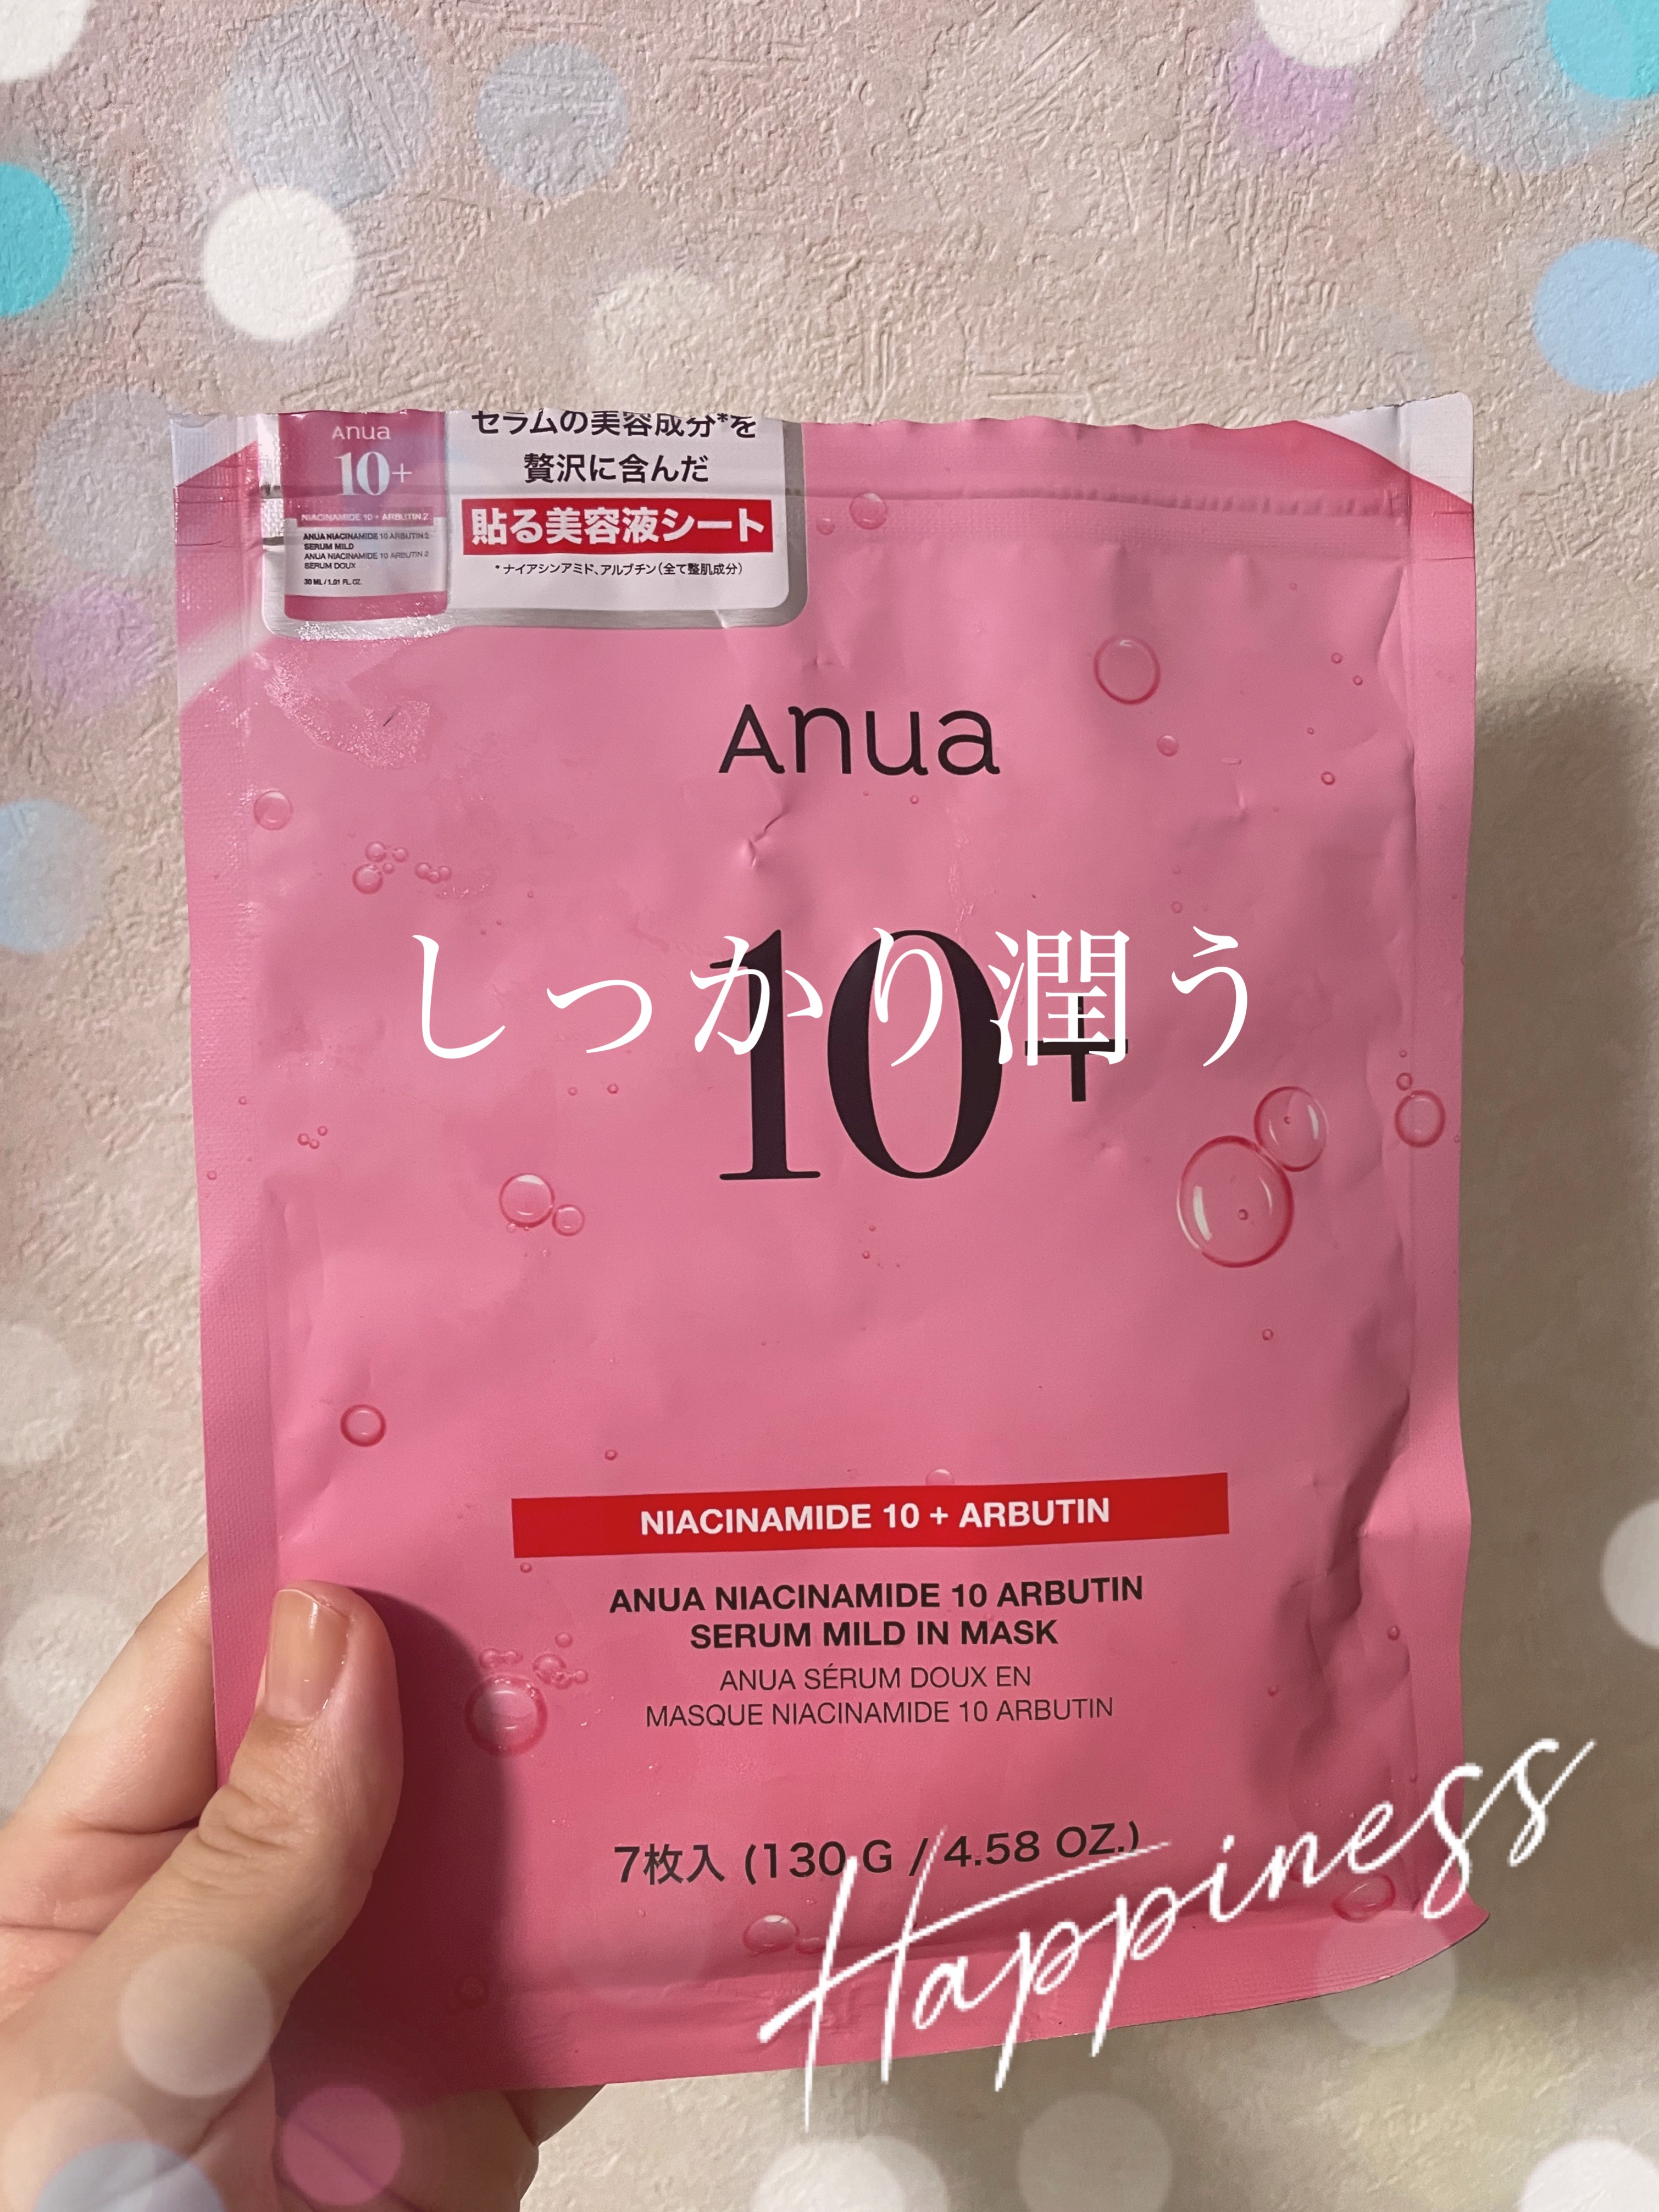 セラムの美容成分*を
贅沢に含んだ
貼る美容液シート
*ナイアシンアミド、アルブチン(全て整肌成分)
Anua
10+
NIACINAMIDE 10 + ARBUTIN 2
ANUA NIACINAMIDE 10 ARBUTIN 2
SERUM MILD
ANUA NIACINAMIDE 10 ARBUTIN 2
SERUM DOUX
30 ML / 1.01 FL.OZ.
Anua
しっかり潤う
10+
NIACINAMIDE 10 + ARBUTIN
ANUA NIACINAMIDE 10 ARBUTIN
SERUM MILD IN MASK
ANUA SÉRUM DOUX EN
MASQUE NIACINAMIDE 10 ARBUTIN
7枚入 (130 G / 4.58 OZ.)
Happiness